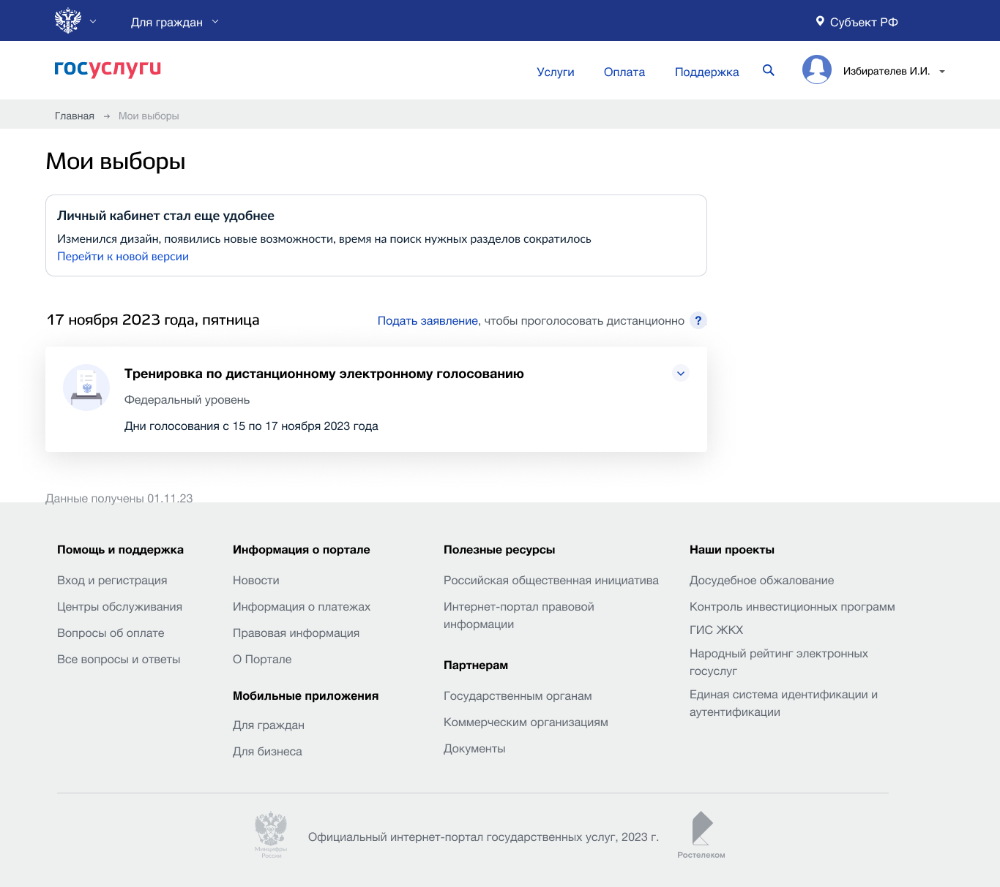 Для граждан
Субъект РФ
госуслуги
Услуги
Оплата
Поддержка
Избирателев И.И.
Главная → Мои выборы
Мои выборы
Личный кабинет стал еще удобнее
Изменился дизайн, появились новые возможности, время на поиск нужных разделов сократилось
Перейти к новой версии
17 ноября 2023 года, пятница
Подать заявление, чтобы проголосовать дистанционно ?
Тренировка по дистанционному электронному голосованию
Федеральный уровень
Дни голосования с 15 по 17 ноября 2023 года
Данные получены 01.11.23
Помощь и поддержка
Вход и регистрация
Центры обслуживания
Вопросы об оплате
Все вопросы и ответы
Информация о портале
Новости
Информация о платежах
Правовая информация
О Портале
Мобильные приложения
Для граждан
Для бизнеса
Полезные ресурсы
Российская общественная инициатива
Интернет-портал правовой
информации
Партнерам
Государственным органам
Коммерческим организациям
Документы
Наши проекты
Досудебное обжалование
Контроль инвестиционных программ
ГИС ЖКХ
Народный рейтинг электронных
госуслуг
Единая система идентификации и
аутентификации
Минцифры
России
Официальный интернет-портал государственных услуг, 2023 г.
Ростелеком